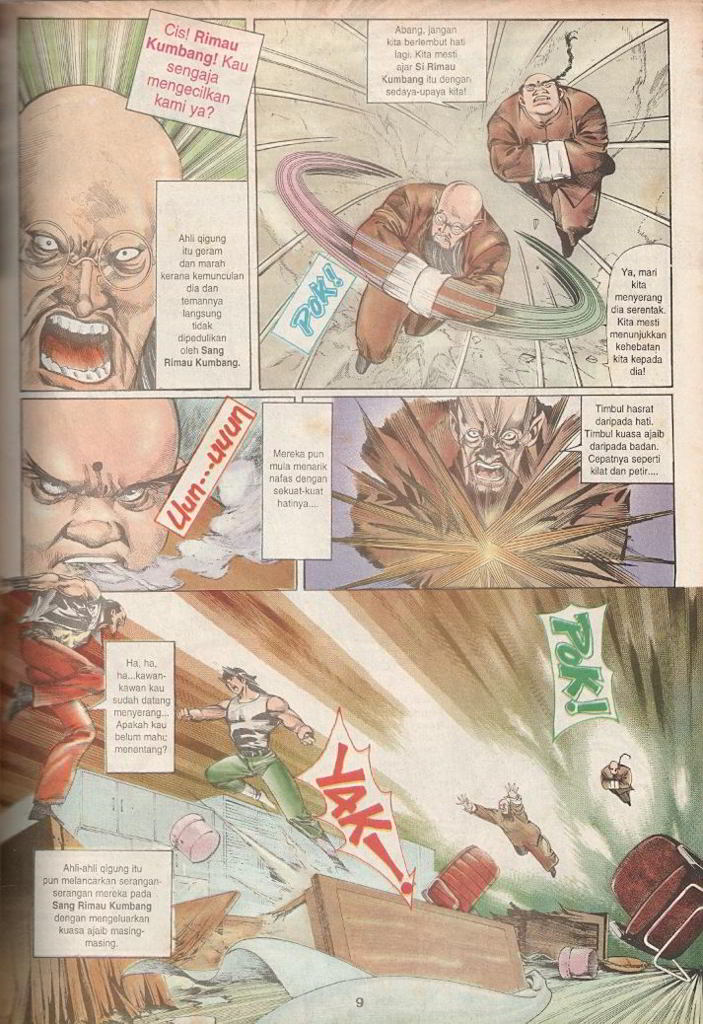 Cis! Rimau
Kumbang! Kau
sengaja
mengecilkan
kami ya?
Abang, jangan
kita berlembut hati
lagi. Kita mesti
ajar Si Rimau
Kumbang itu dengan
sedaya-upaya kita!
Ahli qigung
itu geram
dan marah
kerana kemunculan
dia dan
temannya
langsung
tidak
dipedulikan
oleh Sang
Rimau Kumbang.
POK!
Ya, mari
kita
menyerang
dia serentak.
Kita mesti
menunjukkan
kehebatan
kita kepada
dia!
Uun---uuun
Mereka pun
mula menarik
nafas dengan
sekuat-kuat
hatinya....
Timbul hasrat
daripada hati.
Timbul kuasa ajaib
daripada badan.
Cepatnya seperti
kilat dan petir....
Ha, ha,
ha...kawan-
kawan kau
sudah datang
menyerang...
Apakah kau
belum mahu
menentang?
POK!
YAK—!
Ahli-ahli qigung itu
pun melancarkan serangan-
serangan mereka pada
Sang Rimau Kumbang
dengan mengeluarkan
kuasa ajaib masing-
masing.
9